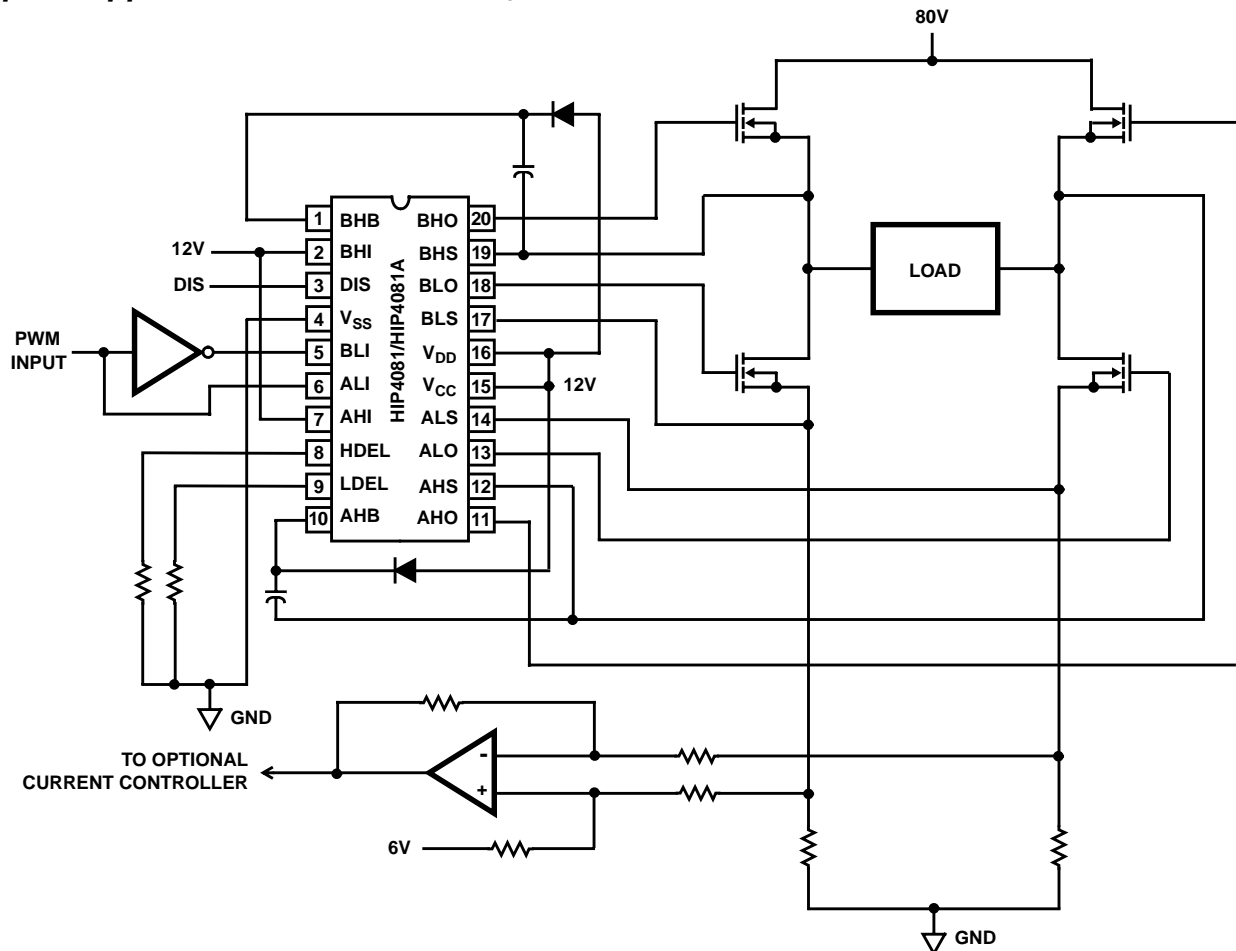 80V
1 BHB BHO 20
12V 2 BHI BHS 19
DIS 3 DIS BLO 18
4 VSS BLS 17
PWM
INPUT
5 BLI VDD 16
6 ALI VCC 15 12V
7 AHI ALS 14
8 HDEL ALO 13
9 LDEL AHS 12
10 AHB AHO 11
HIP4081/HIP4081A
LOAD
GND
TO OPTIONAL
CURRENT CONTROLLER
-
+
6V
GND